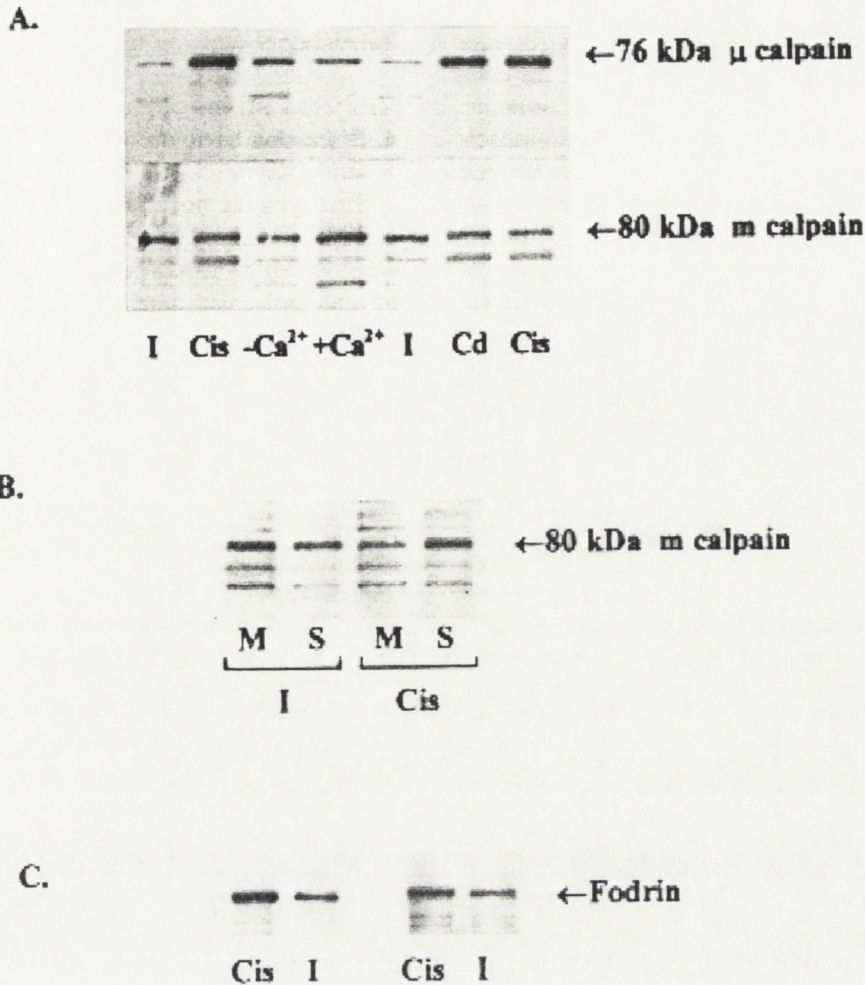 A.
←76 kDa μ calpain
←80 kDa m calpain
I Cis -Ca²⁺ +Ca²⁺ I Cd Cis
B.
←80 kDa m calpain
M S M S
I Cis
C.
←Fodrin
Cis I Cis I